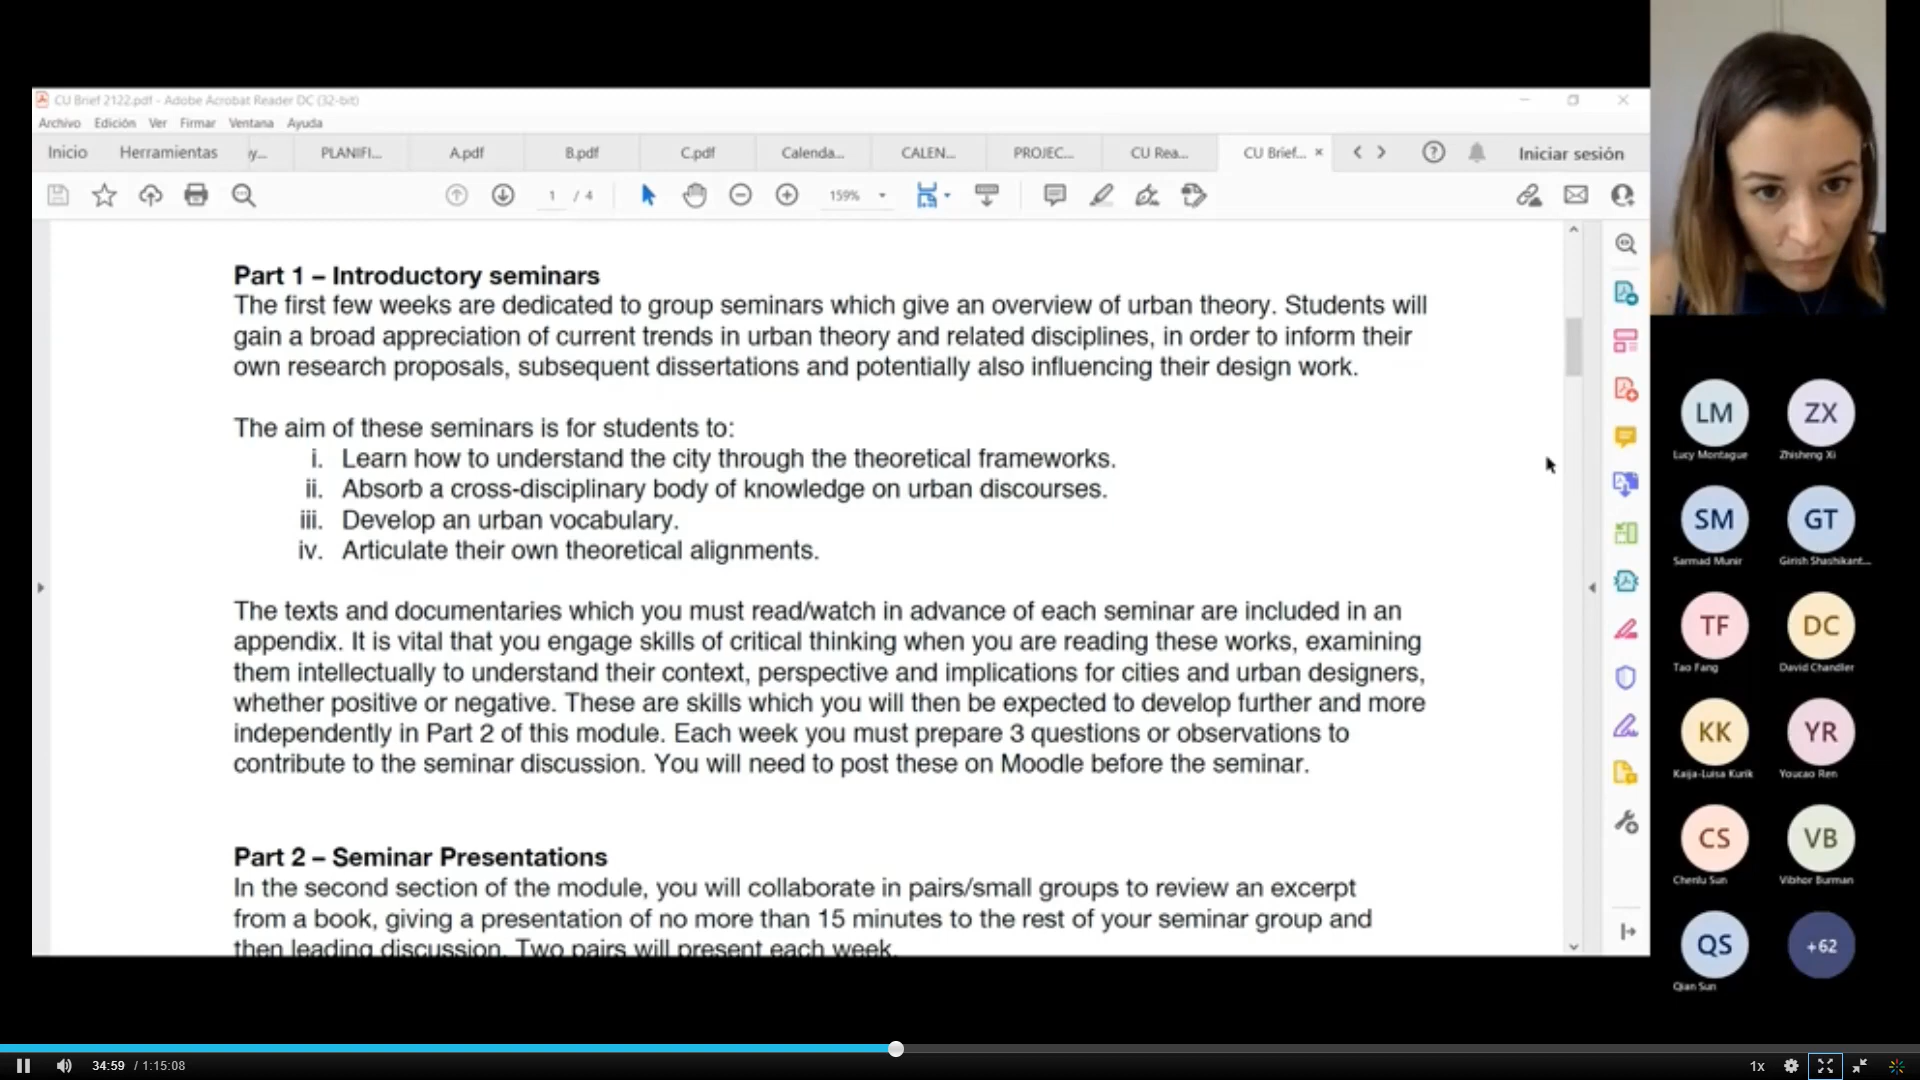 CU Brief 2122.pdf - Adobe Acrobat Reader DC (32-bit)
Archivo Edición Ver Firmar Ventana Ayuda
Inicio Herramientas y... PLANIFI... A.pdf B.pdf C.pdf Calenda... CALEN... PROJEC... CU Rea... CU Brief... Iniciar sesión
1 / 4 159%
Part 1 – Introductory seminars
The first few weeks are dedicated to group seminars which give an overview of urban theory. Students will
gain a broad appreciation of current trends in urban theory and related disciplines, in order to inform their
own research proposals, subsequent dissertations and potentially also influencing their design work.
The aim of these seminars is for students to:
i. Learn how to understand the city through the theoretical frameworks.
ii. Absorb a cross-disciplinary body of knowledge on urban discourses.
iii. Develop an urban vocabulary.
iv. Articulate their own theoretical alignments.
The texts and documentaries which you must read/watch in advance of each seminar are included in an
appendix. It is vital that you engage skills of critical thinking when you are reading these works, examining
them intellectually to understand their context, perspective and implications for cities and urban designers,
whether positive or negative. These are skills which you will then be expected to develop further and more
independently in Part 2 of this module. Each week you must prepare 3 questions or observations to
contribute to the seminar discussion. You will need to post these on Moodle before the seminar.
Part 2 – Seminar Presentations
In the second section of the module, you will collaborate in pairs/small groups to review an excerpt
from a book, giving a presentation of no more than 15 minutes to the rest of your seminar group and
then leading discussion. Two pairs will present each week.
LM ZX
Lucy Montague Zhisheng Xi
SM GT
Sarmad Munir Girish Shashikant...
TF DC
Tao Fang David Chandler
KK YR
Kaija-Luisa Kurik Youcao Ren
CS VB
Chenlu Sun Vibhor Burman
QS +62
Qian Sun
34:59 / 1:15:08 1x